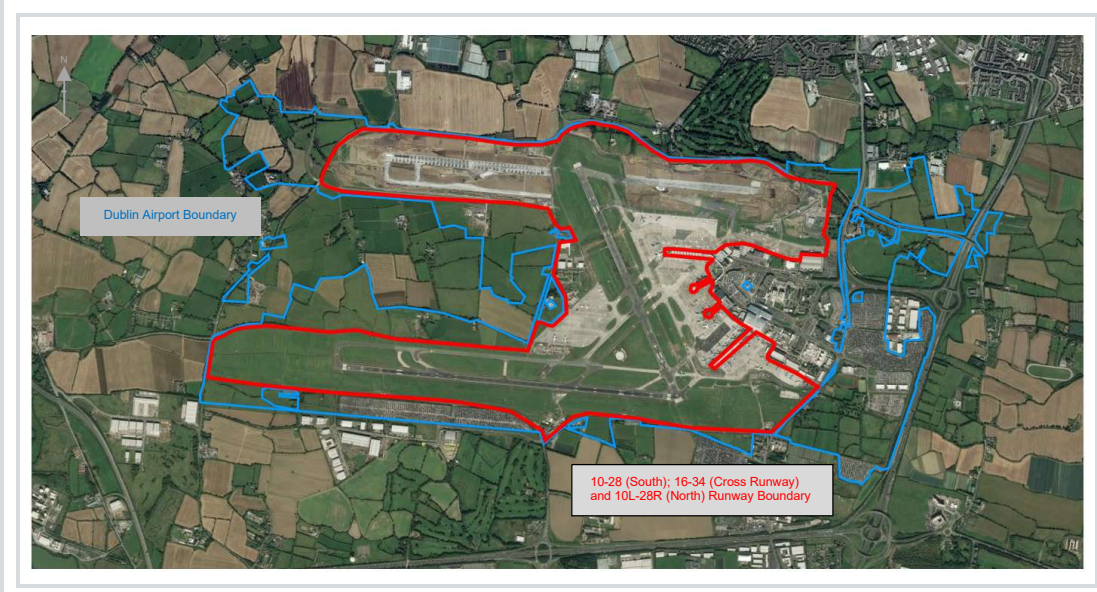 N
Dublin Airport Boundary
10-28 (South); 16-34 (Cross Runway)
and 10L-28R (North) Runway Boundary